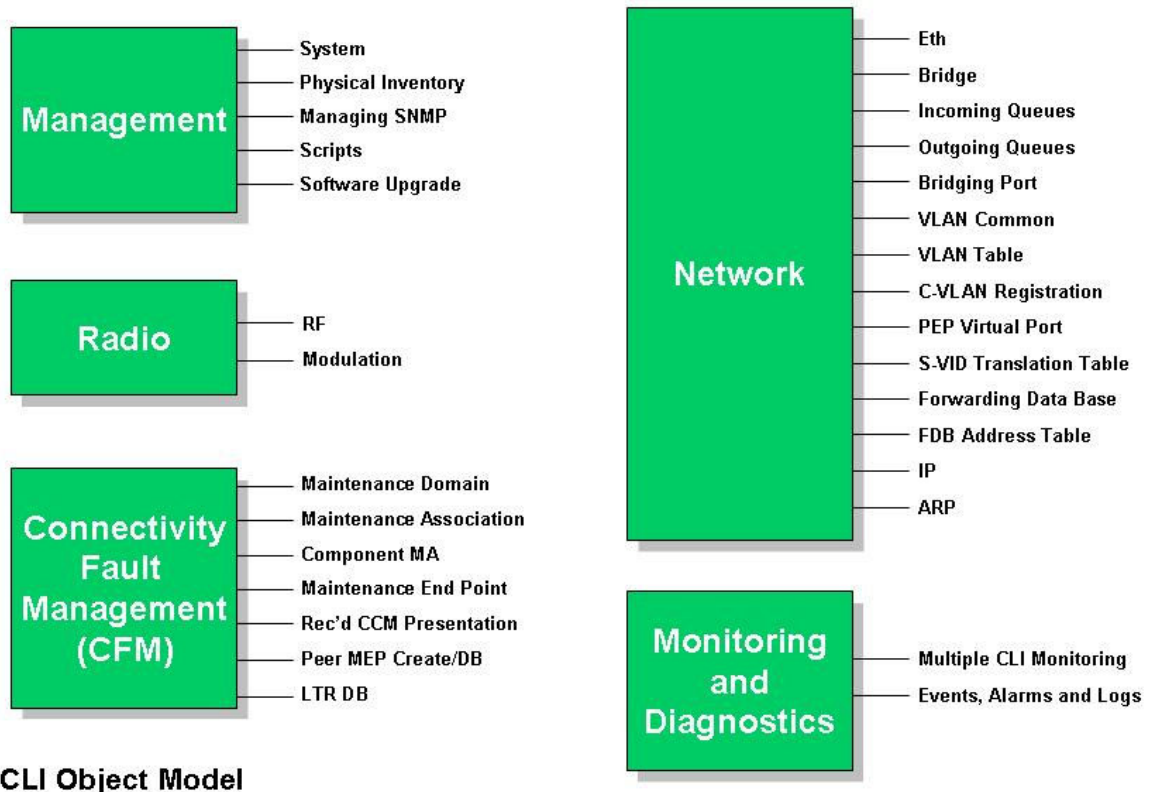 Management
System
Physical Inventory
Managing SNMP
Scripts
Software Upgrade
Radio
RF
Modulation
Connectivity
Fault
Management
(CFM)
Maintenance Domain
Maintenance Association
Component MA
Maintenance End Point
Rec'd CCM Presentation
Peer MEP Create/DB
LTR DB
Network
Eth
Bridge
Incoming Queues
Outgoing Queues
Bridging Port
VLAN Common
VLAN Table
C-VLAN Registration
PEP Virtual Port
S-VID Translation Table
Forwarding Data Base
FDB Address Table
IP
ARP
Monitoring
and
Diagnostics
Multiple CLI Monitoring
Events, Alarms and Logs
CLI Object Model